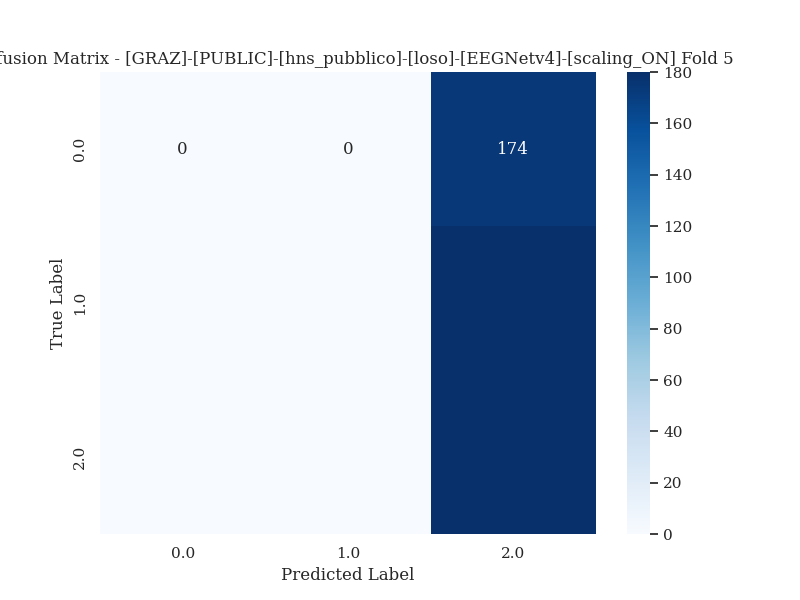 fusion Matrix - [GRAZ]-[PUBLIC]-[hns_pubblico]-[loso]-[EEGNetv4]-[scaling_ON] Fold 5
0.0 0 0 174
1.0
2.0
True Label
0.0 1.0 2.0
Predicted Label
180
160
140
120
100
80
60
40
20
0